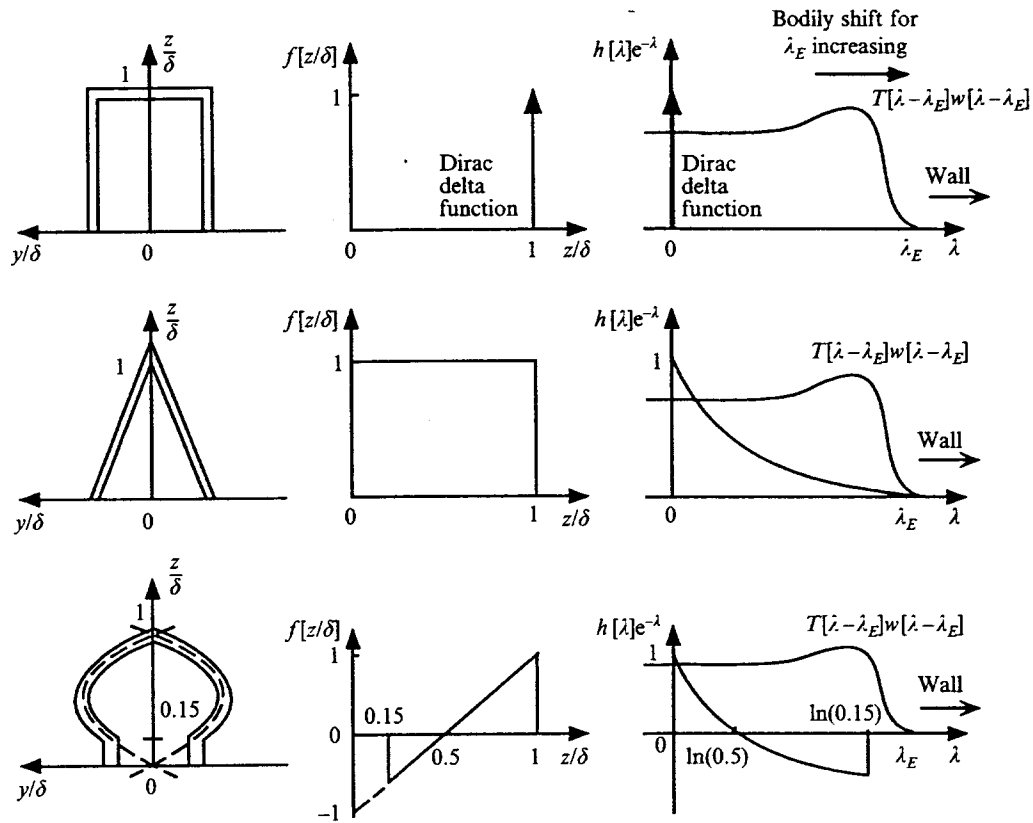 z/δ
1
y/δ
0
f[z/δ]
1
Dirac
delta
function
0
1
z/δ
Bodily shift for
λ_E increasing
h[λ]e^{-λ}
T[λ-λ_E]w[λ-λ_E]
Dirac
delta
function
Wall
0
λ_E
λ
z/δ
1
y/δ
0
f[z/δ]
1
0
1
z/δ
h[λ]e^{-λ}
1
T[λ-λ_E]w[λ-λ_E]
Wall
0
λ_E
λ
z/δ
1
0.15
y/δ
0
f[z/δ]
1
0.15
0
0.5
1
z/δ
-1
h[λ]e^{-λ}
1
T[λ-λ_E]w[λ-λ_E]
Wall
ln(0.15)
0
ln(0.5)
λ_E
λ